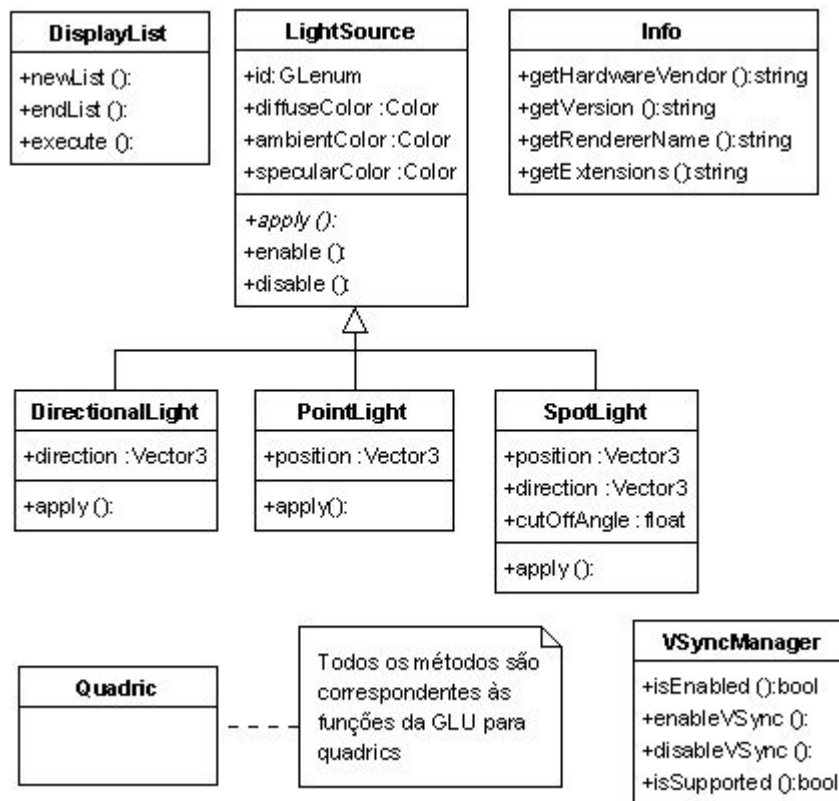 DisplayList
+newList ():
+endList ():
+execute ():
LightSource
+id:GLenum
+diffuseColor :Color
+ambientColor :Color
+specularColor :Color
+apply ():
+enable ():
+disable ():
Info
+getHardwareVendor ():string
+getVersion ():string
+getRendererName ():string
+getExtensions ():string
DirectionalLight
+direction :Vector3
+apply ():
PointLight
+position :Vector3
+apply():
SpotLight
+position :Vector3
+direction :Vector3
+cutOffAngle : float
+apply ():
Quadric
Todos os métodos são
correspondentes às
funções da GLU para
quadrics
VSyncManager
+isEnabled ():bool
+enableVSync ():
+disableVSync ():
+isSupported ():bool